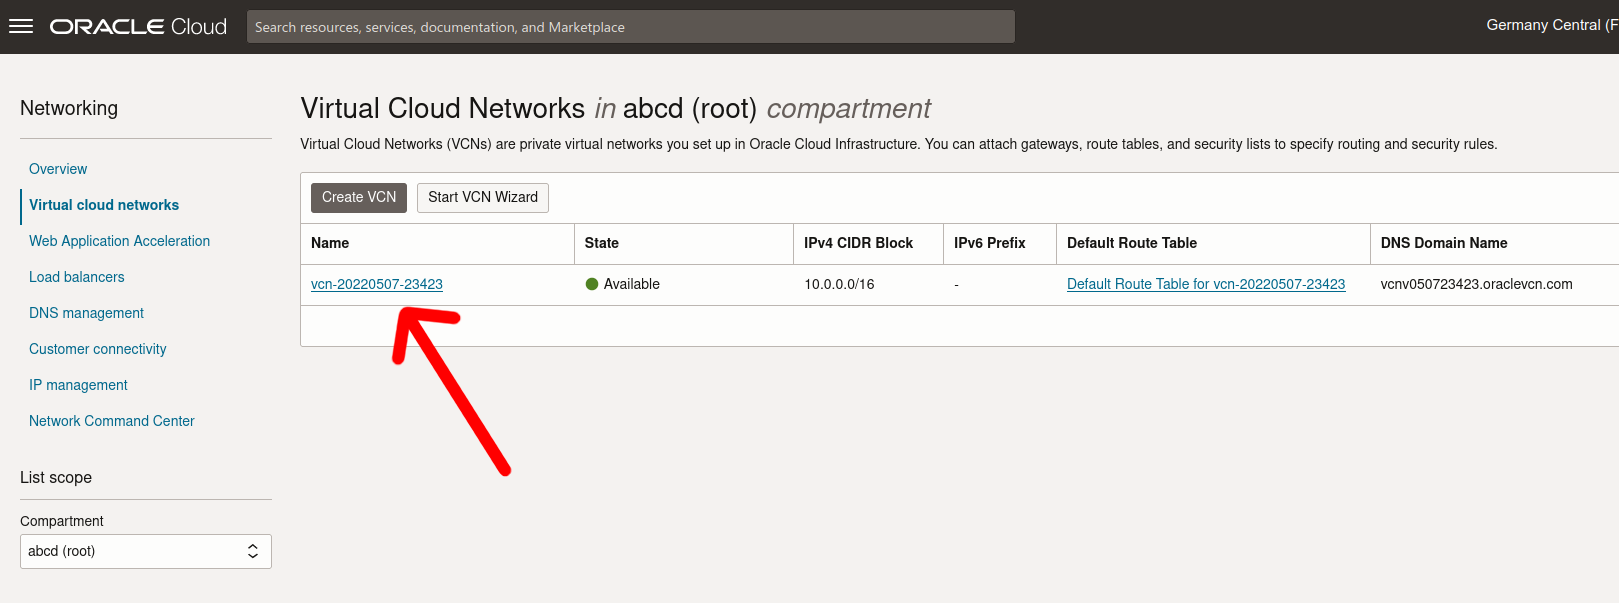 ORACLE Cloud
Search resources, services, documentation, and Marketplace
Germany Central (F
Networking
Overview
Virtual cloud networks
Web Application Acceleration
Load balancers
DNS management
Customer connectivity
IP management
Network Command Center
List scope
Compartment
abcd (root)
Virtual Cloud Networks in abcd (root) compartment
Virtual Cloud Networks (VCNs) are private virtual networks you set up in Oracle Cloud Infrastructure. You can attach gateways, route tables, and security lists to specify routing and security rules.
Create VCN Start VCN Wizard
Name State IPv4 CIDR Block IPv6 Prefix Default Route Table DNS Domain Name
vcn-20220507-23423 Available 10.0.0.0/16 - Default Route Table for vcn-20220507-23423 vcnv050723423.oraclevcn.com